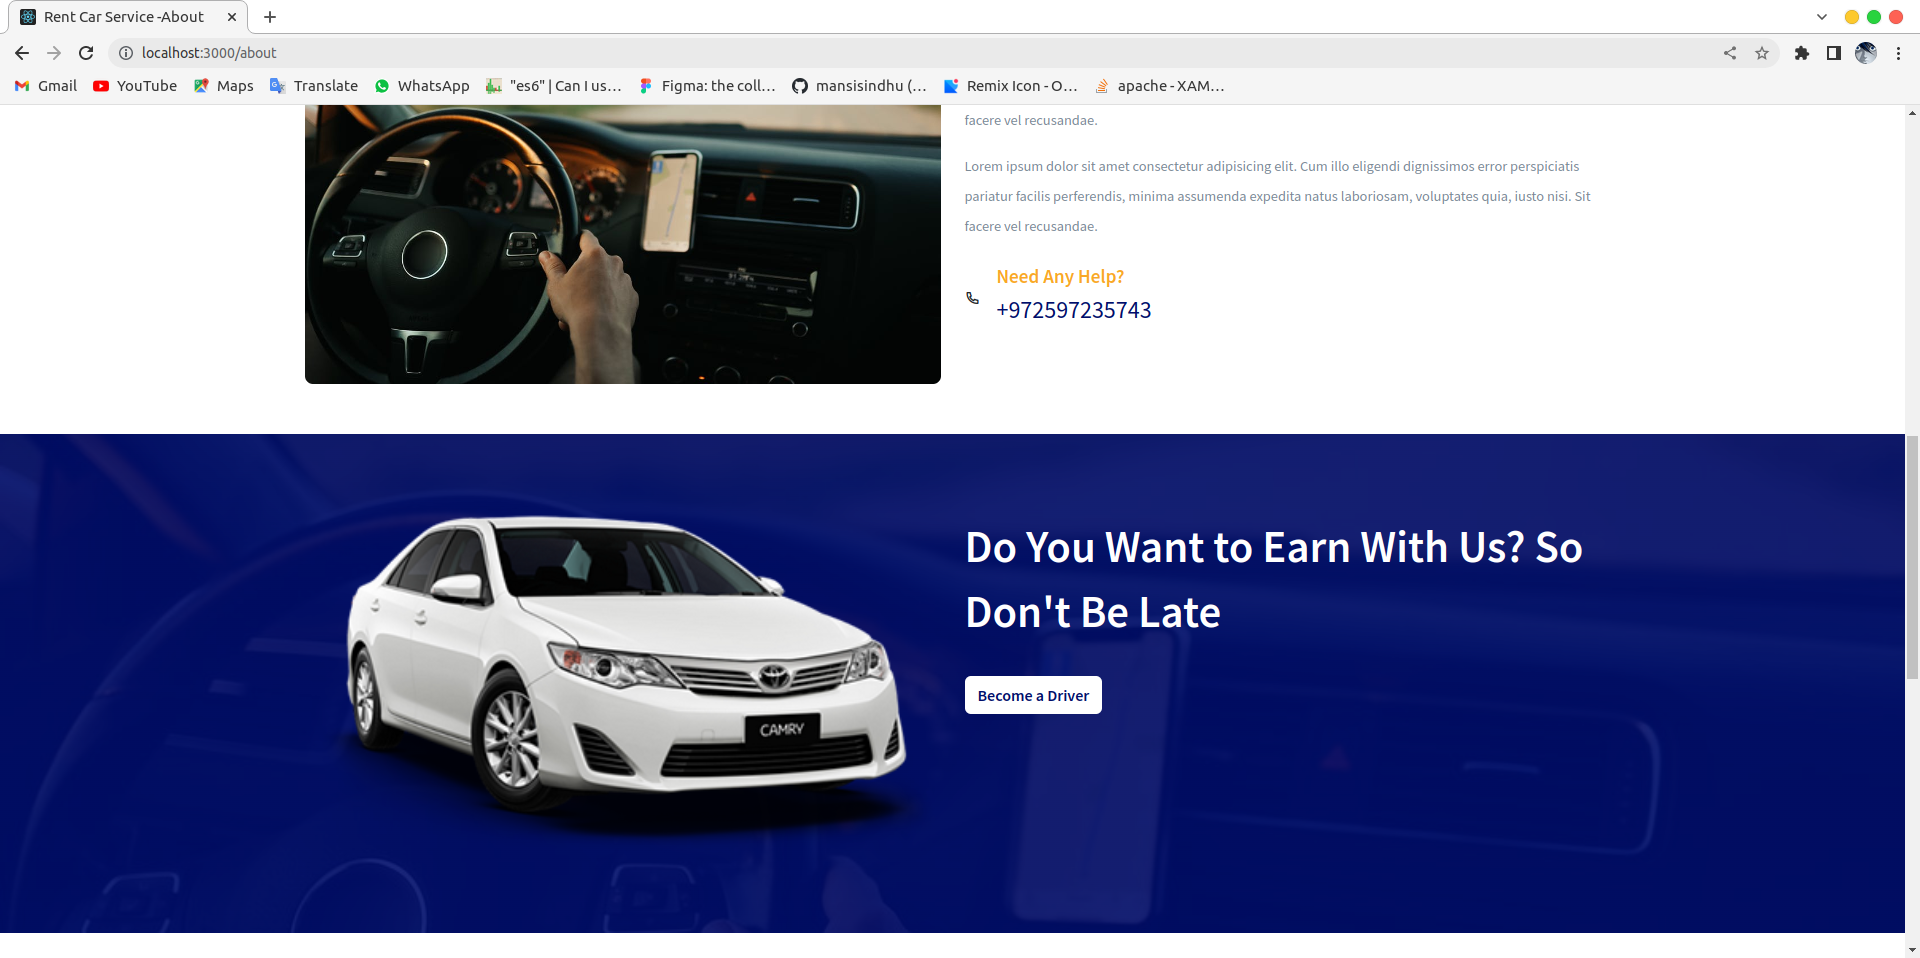 Rent Car Service -About
localhost:3000/about
Gmail
YouTube
Maps
Translate
WhatsApp
"es6" | Can I us...
Figma: the coll...
mansisindhu (...
Remix Icon - O...
apache - XAM...
facere vel recusandae.
Lorem ipsum dolor sit amet consectetur adipisicing elit. Cum illo eligendi dignissimos error perspiciatis
pariatur facilis perferendis, minima assumenda expedita natus laboriosam, voluptates quia, iusto nisi. Sit
facere vel recusandae.
Need Any Help?
+972597235743
Do You Want to Earn With Us? So
Don't Be Late
Become a Driver
CAMRY